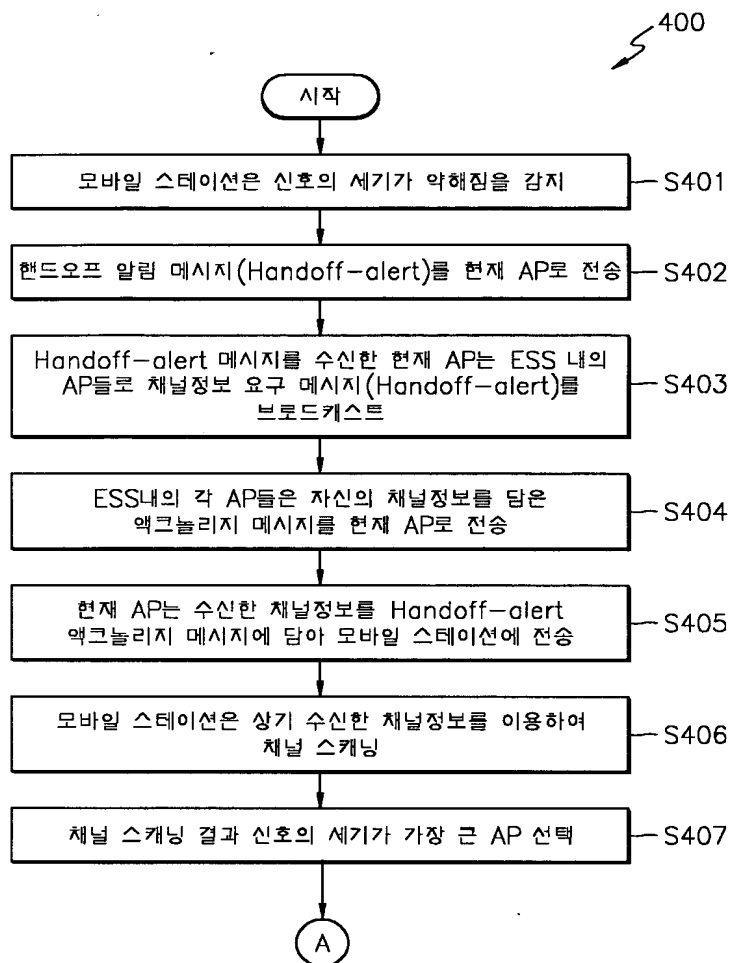 400
시작
모바일 스테이션은 신호의 세기가 약해짐을 감지
S401
핸드오프 알림 메시지(Handoff-alert)를 현재 AP로 전송
S402
Handoff-alert 메시지를 수신한 현재 AP는 ESS 내의
AP들로 채널정보 요구 메시지(Handoff-alert)를
브로드캐스트
S403
ESS내의 각 AP들은 자신의 채널정보를 담은
액크놀리지 메시지를 현재 AP로 전송
S404
현재 AP는 수신한 채널정보를 Handoff-alert
액크놀리지 메시지에 담아 모바일 스테이션에 전송
S405
모바일 스테이션은 상기 수신한 채널정보를 이용하여
채널 스캐닝
S406
채널 스캐닝 결과 신호의 세기가 가장 큰 AP 선택
S407
A